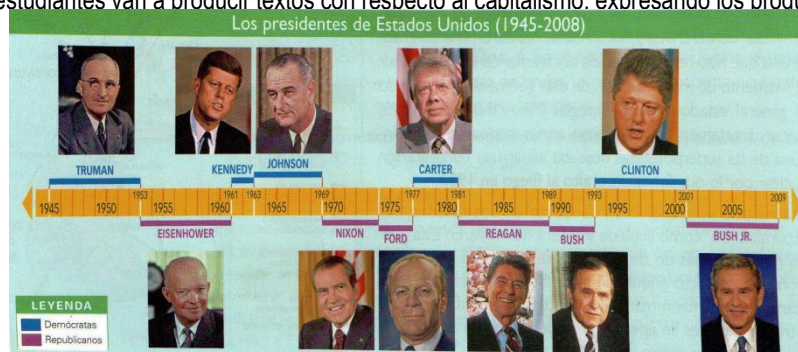 estudiantes van a producir textos con respecto al capitalismo: expresando los produ
Los presidentes de Estados Unidos (1945-2008)
TRUMAN
KENNEDY
JOHNSON
CARTER
CLINTON
1953
1961
1963
1969
1977
1981
1989
1993
2001
2009
1945
1950
1955
1960
1965
1970
1975
1980
1985
1990
1995
2000
2005
EISENHOWER
NIXON
FORD
REAGAN
BUSH
BUSH JR.
LEYENDA
Demócratas
Republicanos